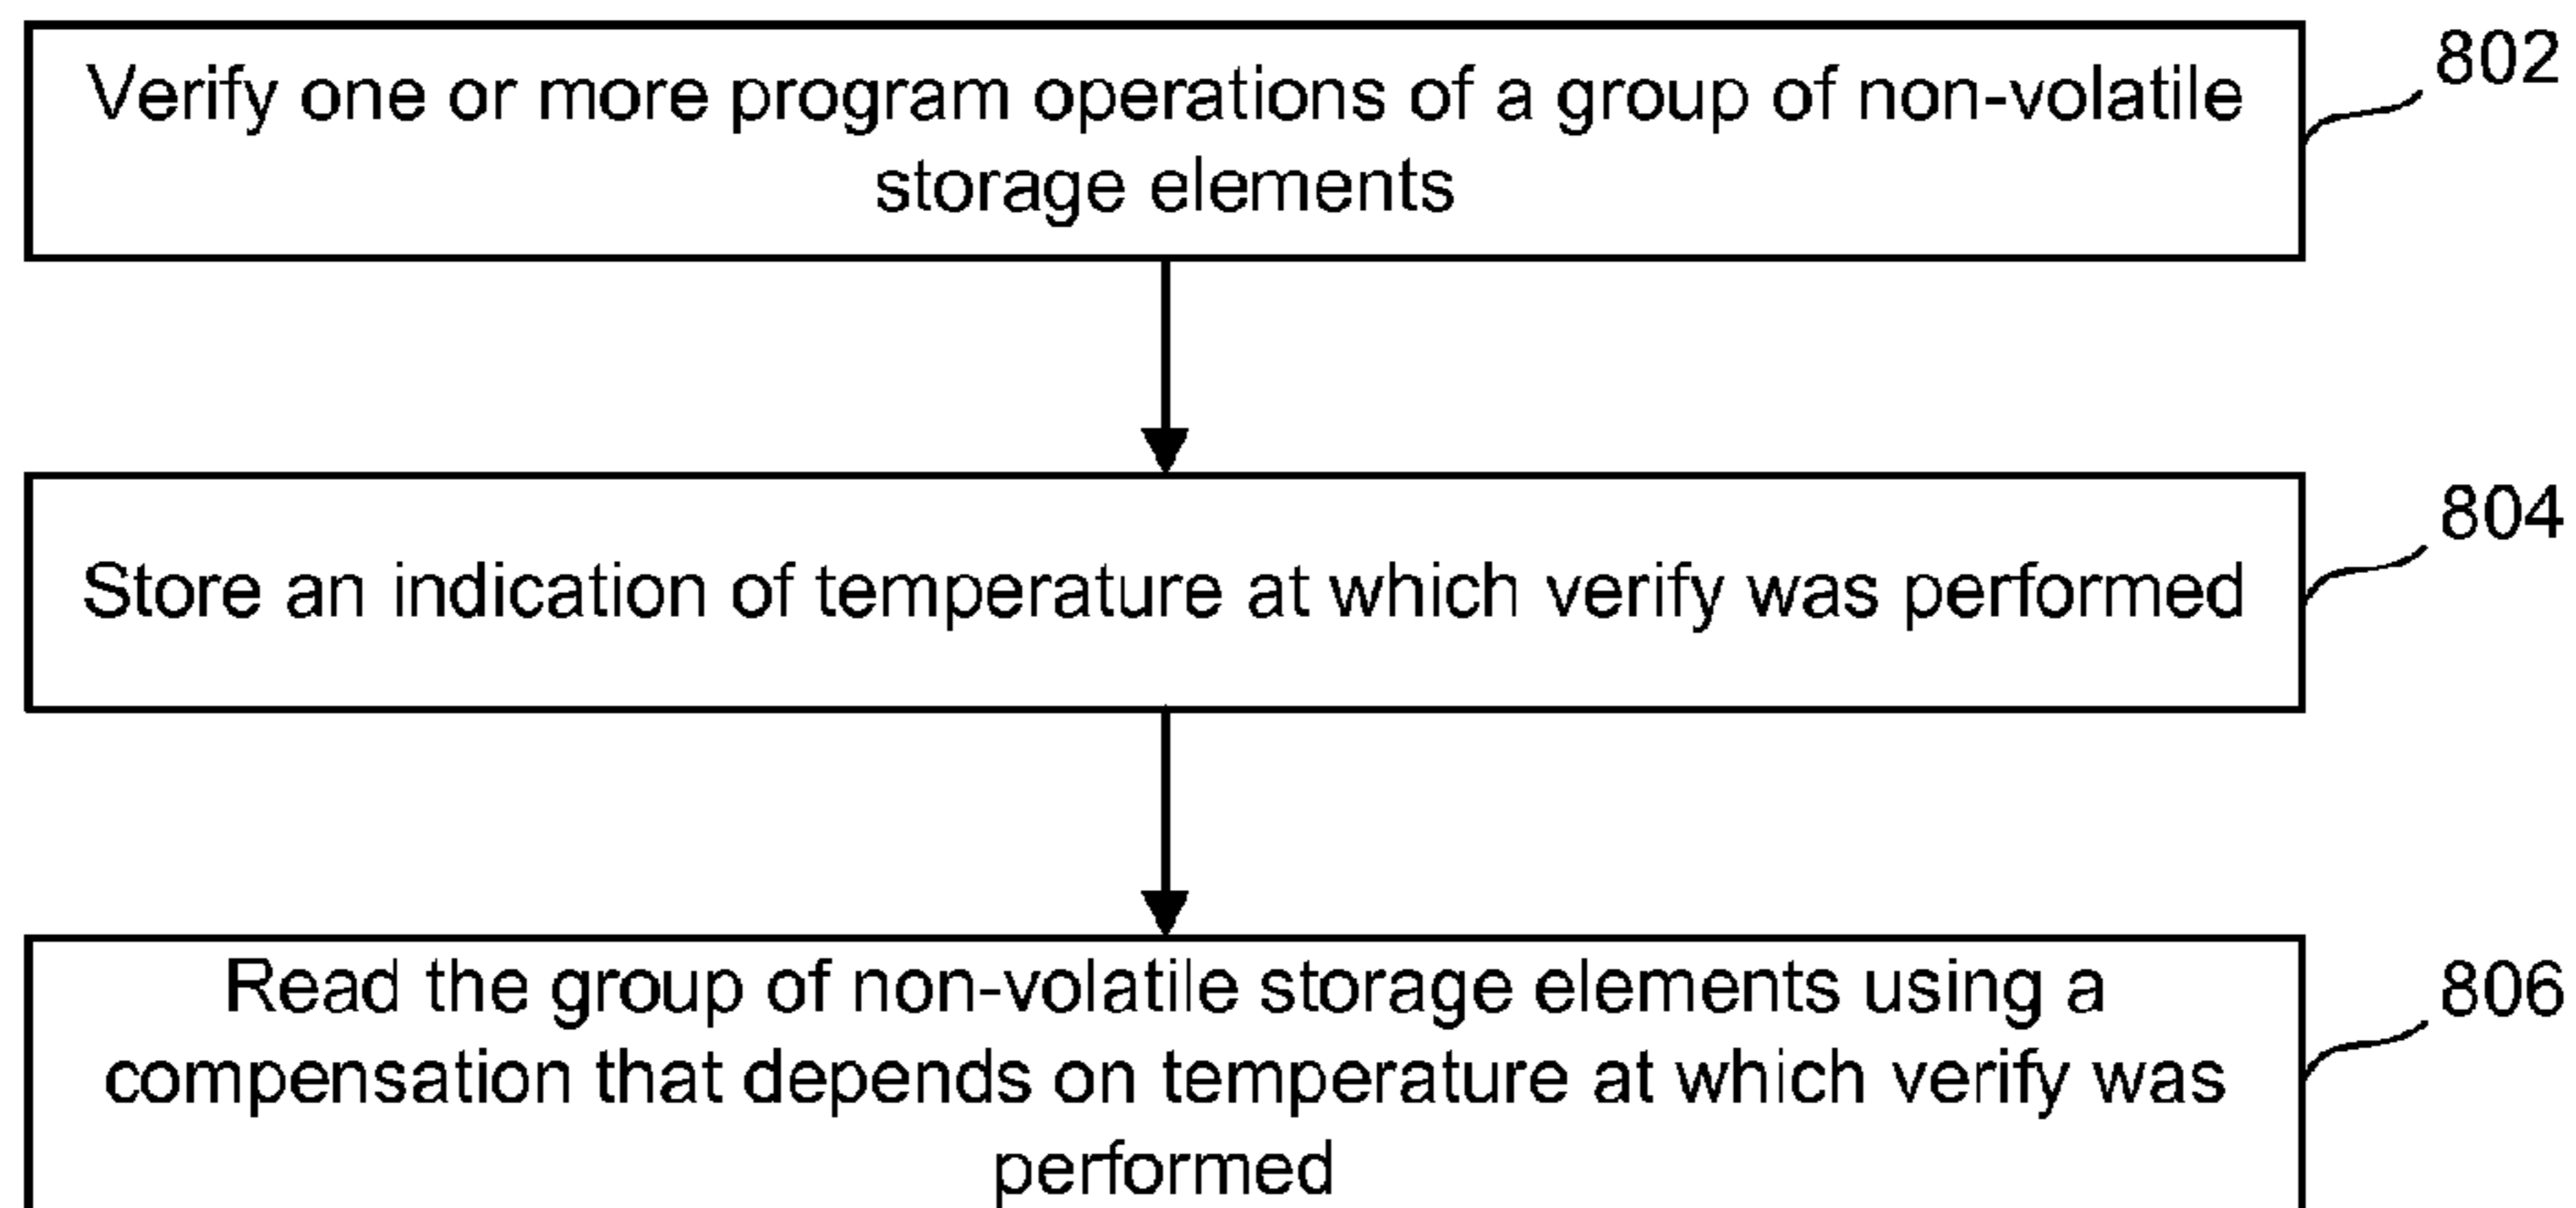 Verify one or more program operations of a group of non-volatile
storage elements
802
Store an indication of temperature at which verify was performed
804
Read the group of non-volatile storage elements using a
compensation that depends on temperature at which verify was
performed
806